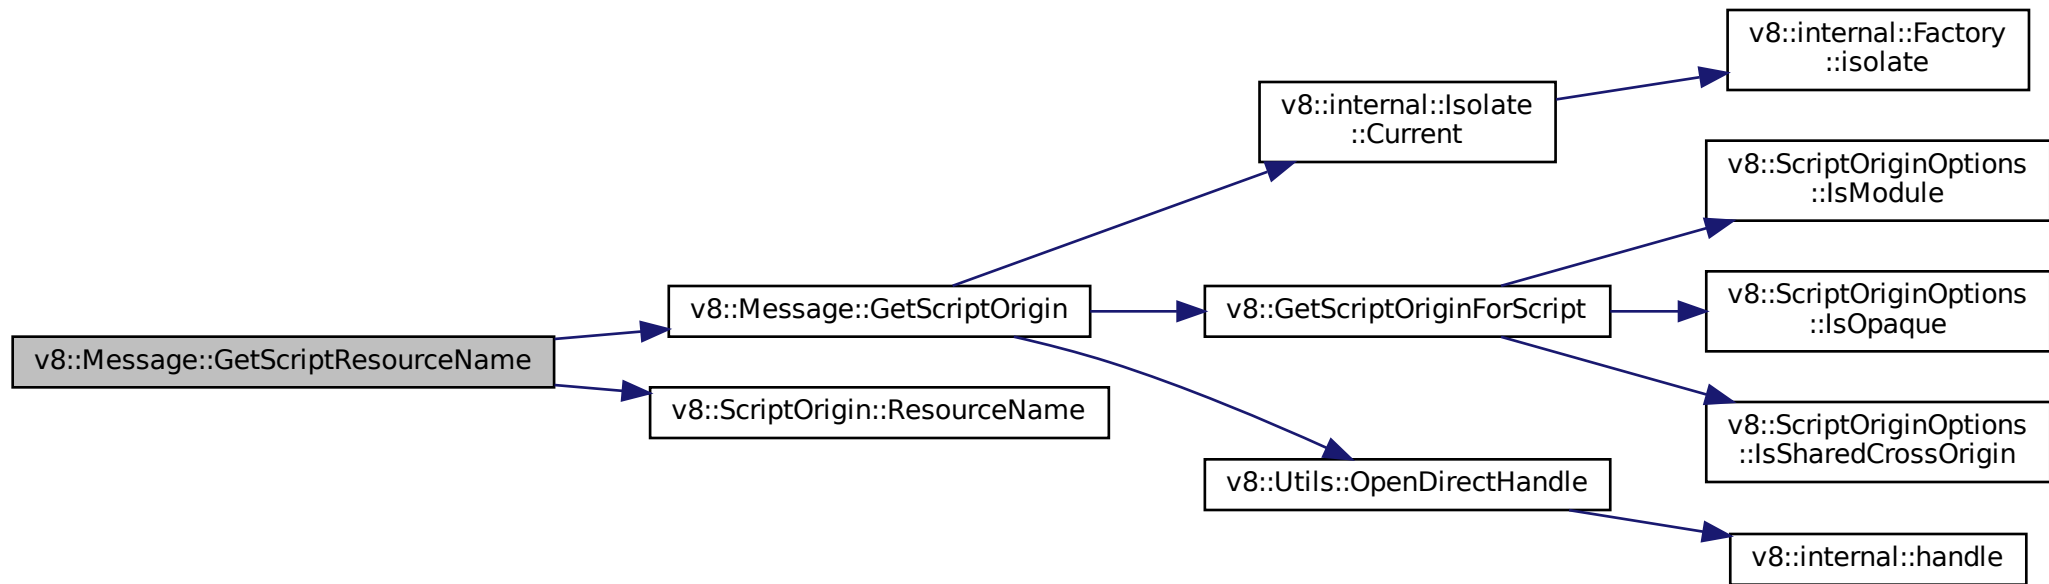 v8::internal::Factory
::isolate
v8::internal::Isolate
::Current
v8::ScriptOriginOptions
::IsModule
v8::Message::GetScriptOrigin
v8::GetScriptOriginForScript
v8::ScriptOriginOptions
::IsOpaque
v8::Message::GetScriptResourceName
v8::ScriptOrigin::ResourceName
v8::ScriptOriginOptions
::IsSharedCrossOrigin
v8::Utils::OpenDirectHandle
v8::internal::handle